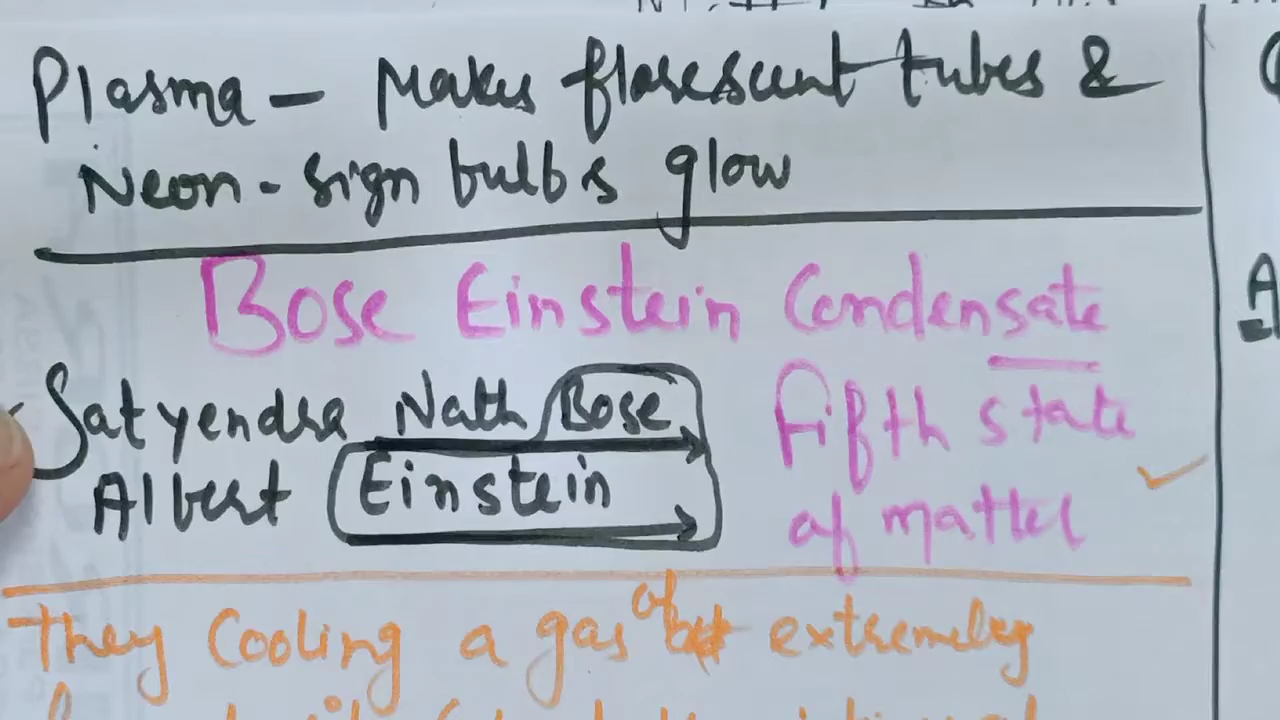 Plasma - Makes florescent tubes &
Neon-sign bulbs glow
Bose Einstein Condensate
Satyendra Nath Bose
Albert Einstein
Fifth state
of matter
They Cooling a gas of extremely